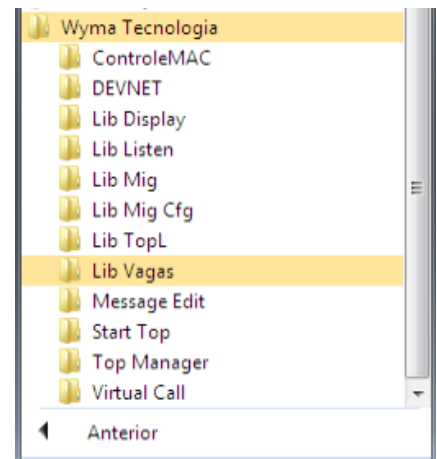 Wyma Tecnologia
ControleMAC
DEVNET
Lib Display
Lib Listen
Lib Mig
Lib Mig Cfg
Lib TopL
Lib Vagas
Message Edit
Start Top
Top Manager
Virtual Call
Anterior